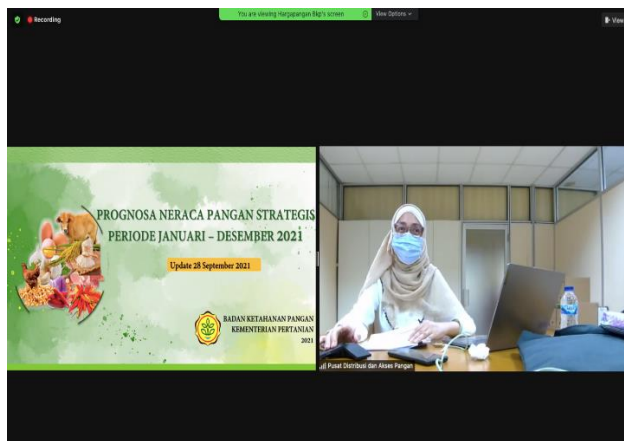 Recording
You are viewing Hargapangan Bkp's screen
View Options
View
PROGNOSA NERACA PANGAN STRATEGIS
PERIODE JANUARI – DESEMBER 2021
Update 28 September 2021
BADAN KETAHANAN PANGAN
KEMENTERIAN PERTANIAN
2021
Pusat Distribusi dan Akses Pangan